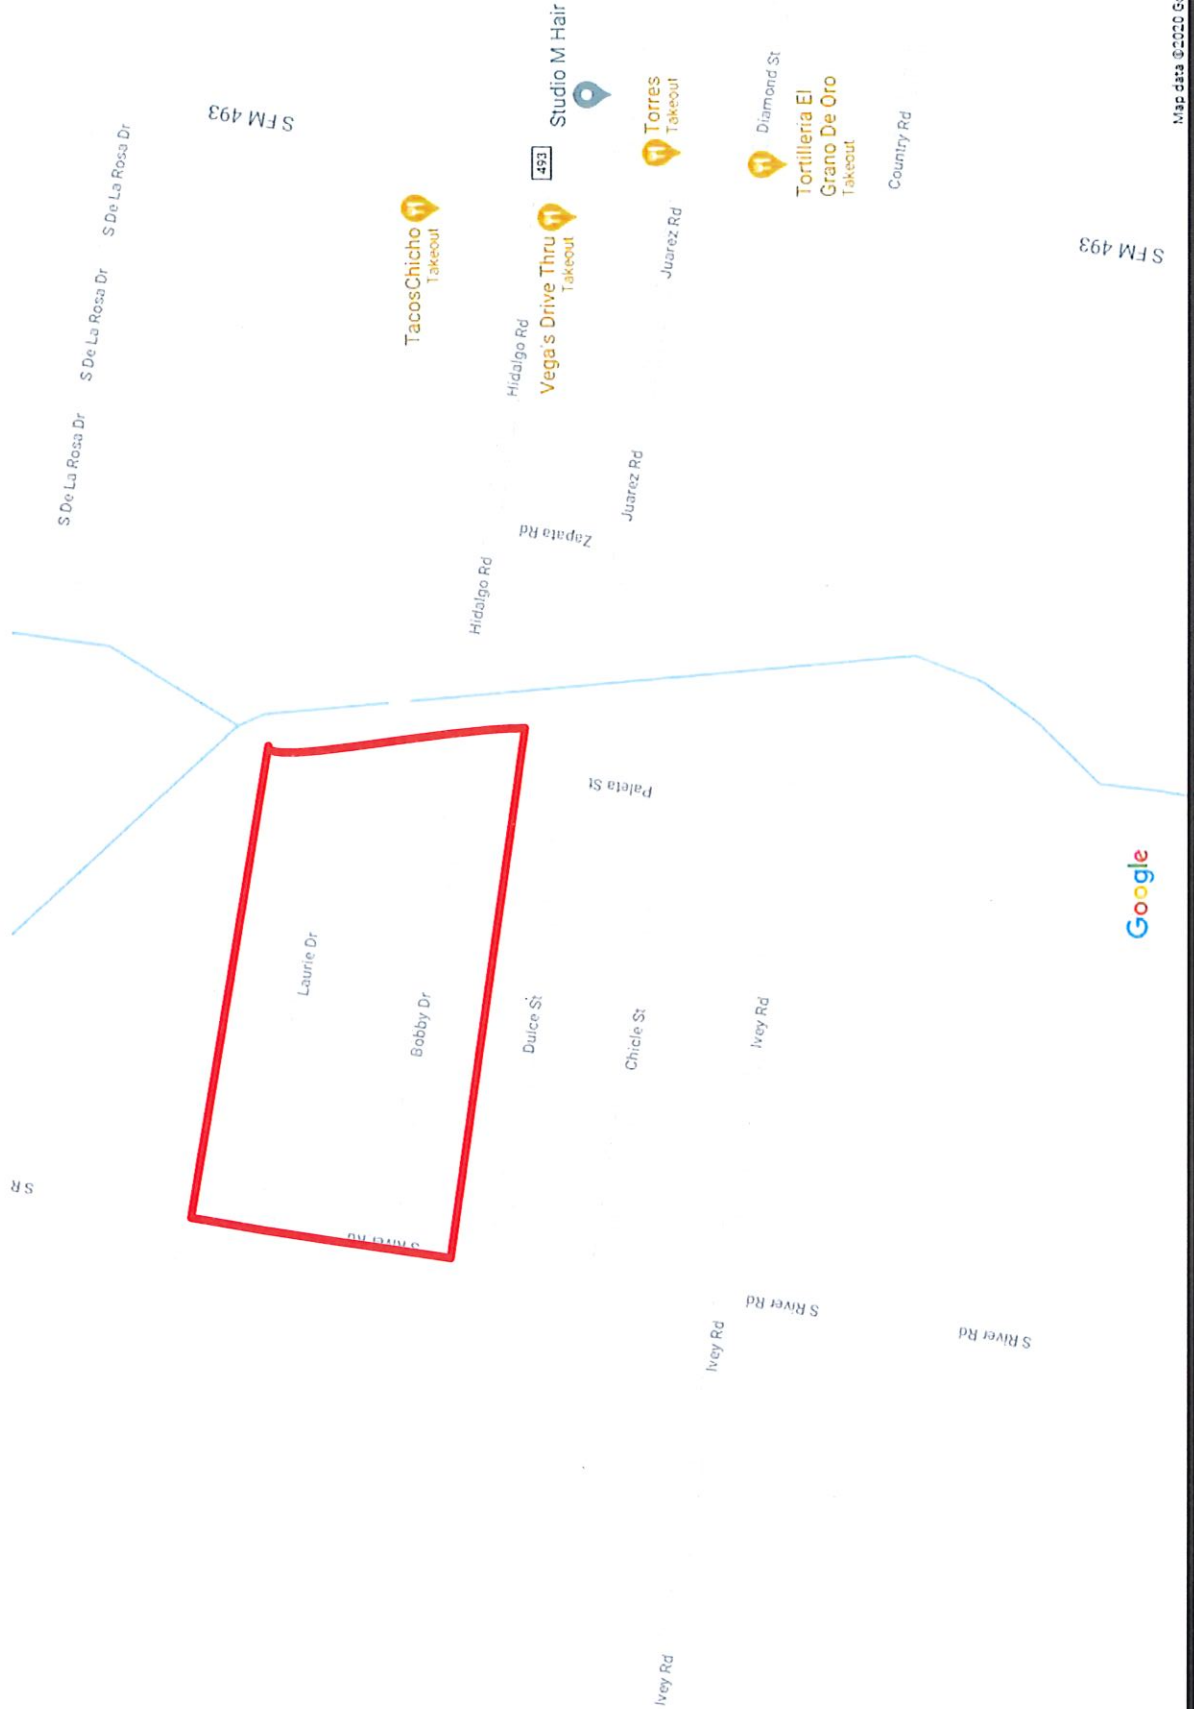 S R
S De La Rosa Dr
S De La Rosa Dr
S De La Rosa Dr
S FM 493
Laurie Dr
S River Rd
TacosChicho
Takeout
Bobby Dr
Hidalgo Rd
Hidalgo Rd
Dulce St
493
Vega's Drive Thru
Takeout
Studio M Hair
Zapata Rd
Paleta St
Juarez Rd
Chicle St
Torres
Takeout
Ivey Rd
Juarez Rd
Ivey Rd
Ivey Rd
Diamond St
S River Rd
Tortilleria El
Grano De Oro
Takeout
Country Rd
S River Rd
S FM 493
Google
Map data ©2020